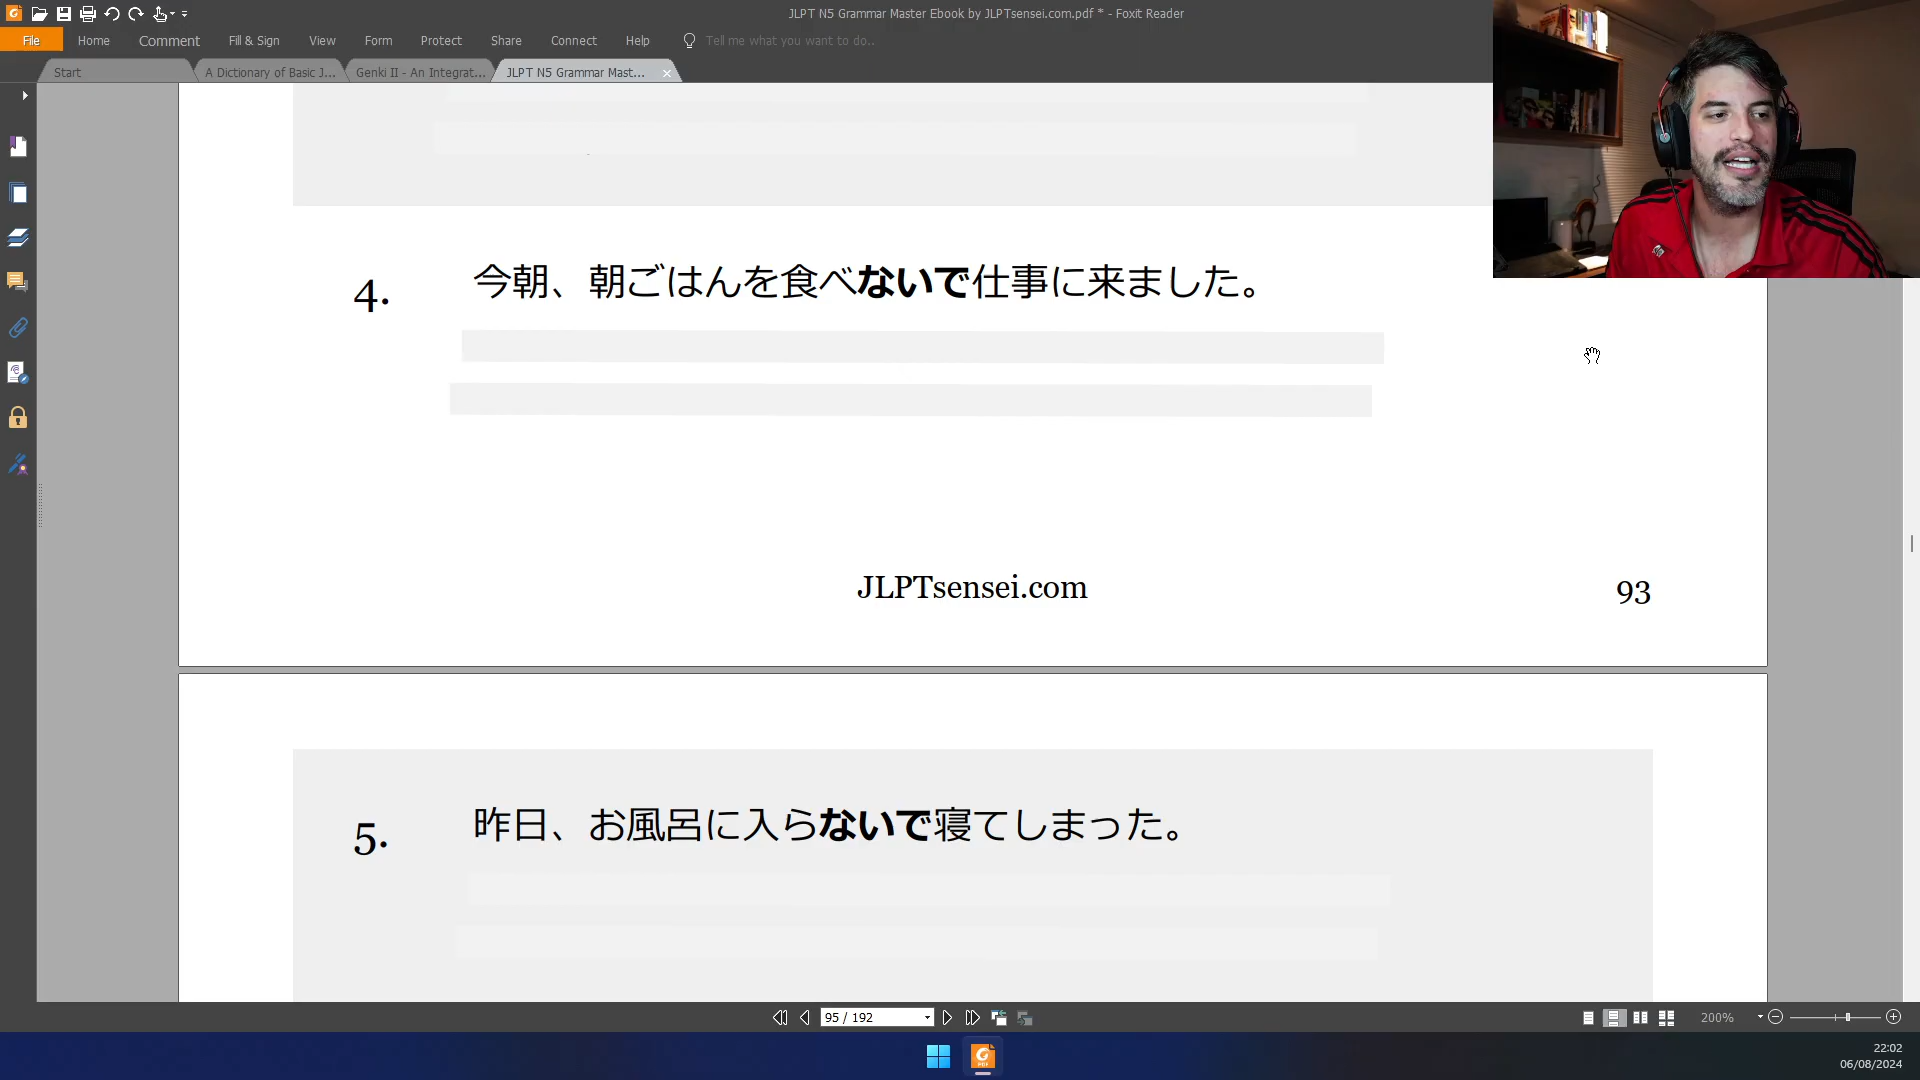 JLPT N5 Grammar Master Ebook by JLPTsensei.com.pdf * - Foxit Reader
File Home Comment Fill & Sign View Form Protect Share Connect Help Tell me what you want to do..
Start A Dictionary of Basic J... Genki II - An Integrat... JLPT N5 Grammar Mast...
4. 今朝、朝ごはんを食べないで仕事に来ました。
JLPTsensei.com 93
5. 昨日、お風呂に入らないで寝てしまった。
95 / 192 200%
22:02
06/08/2024